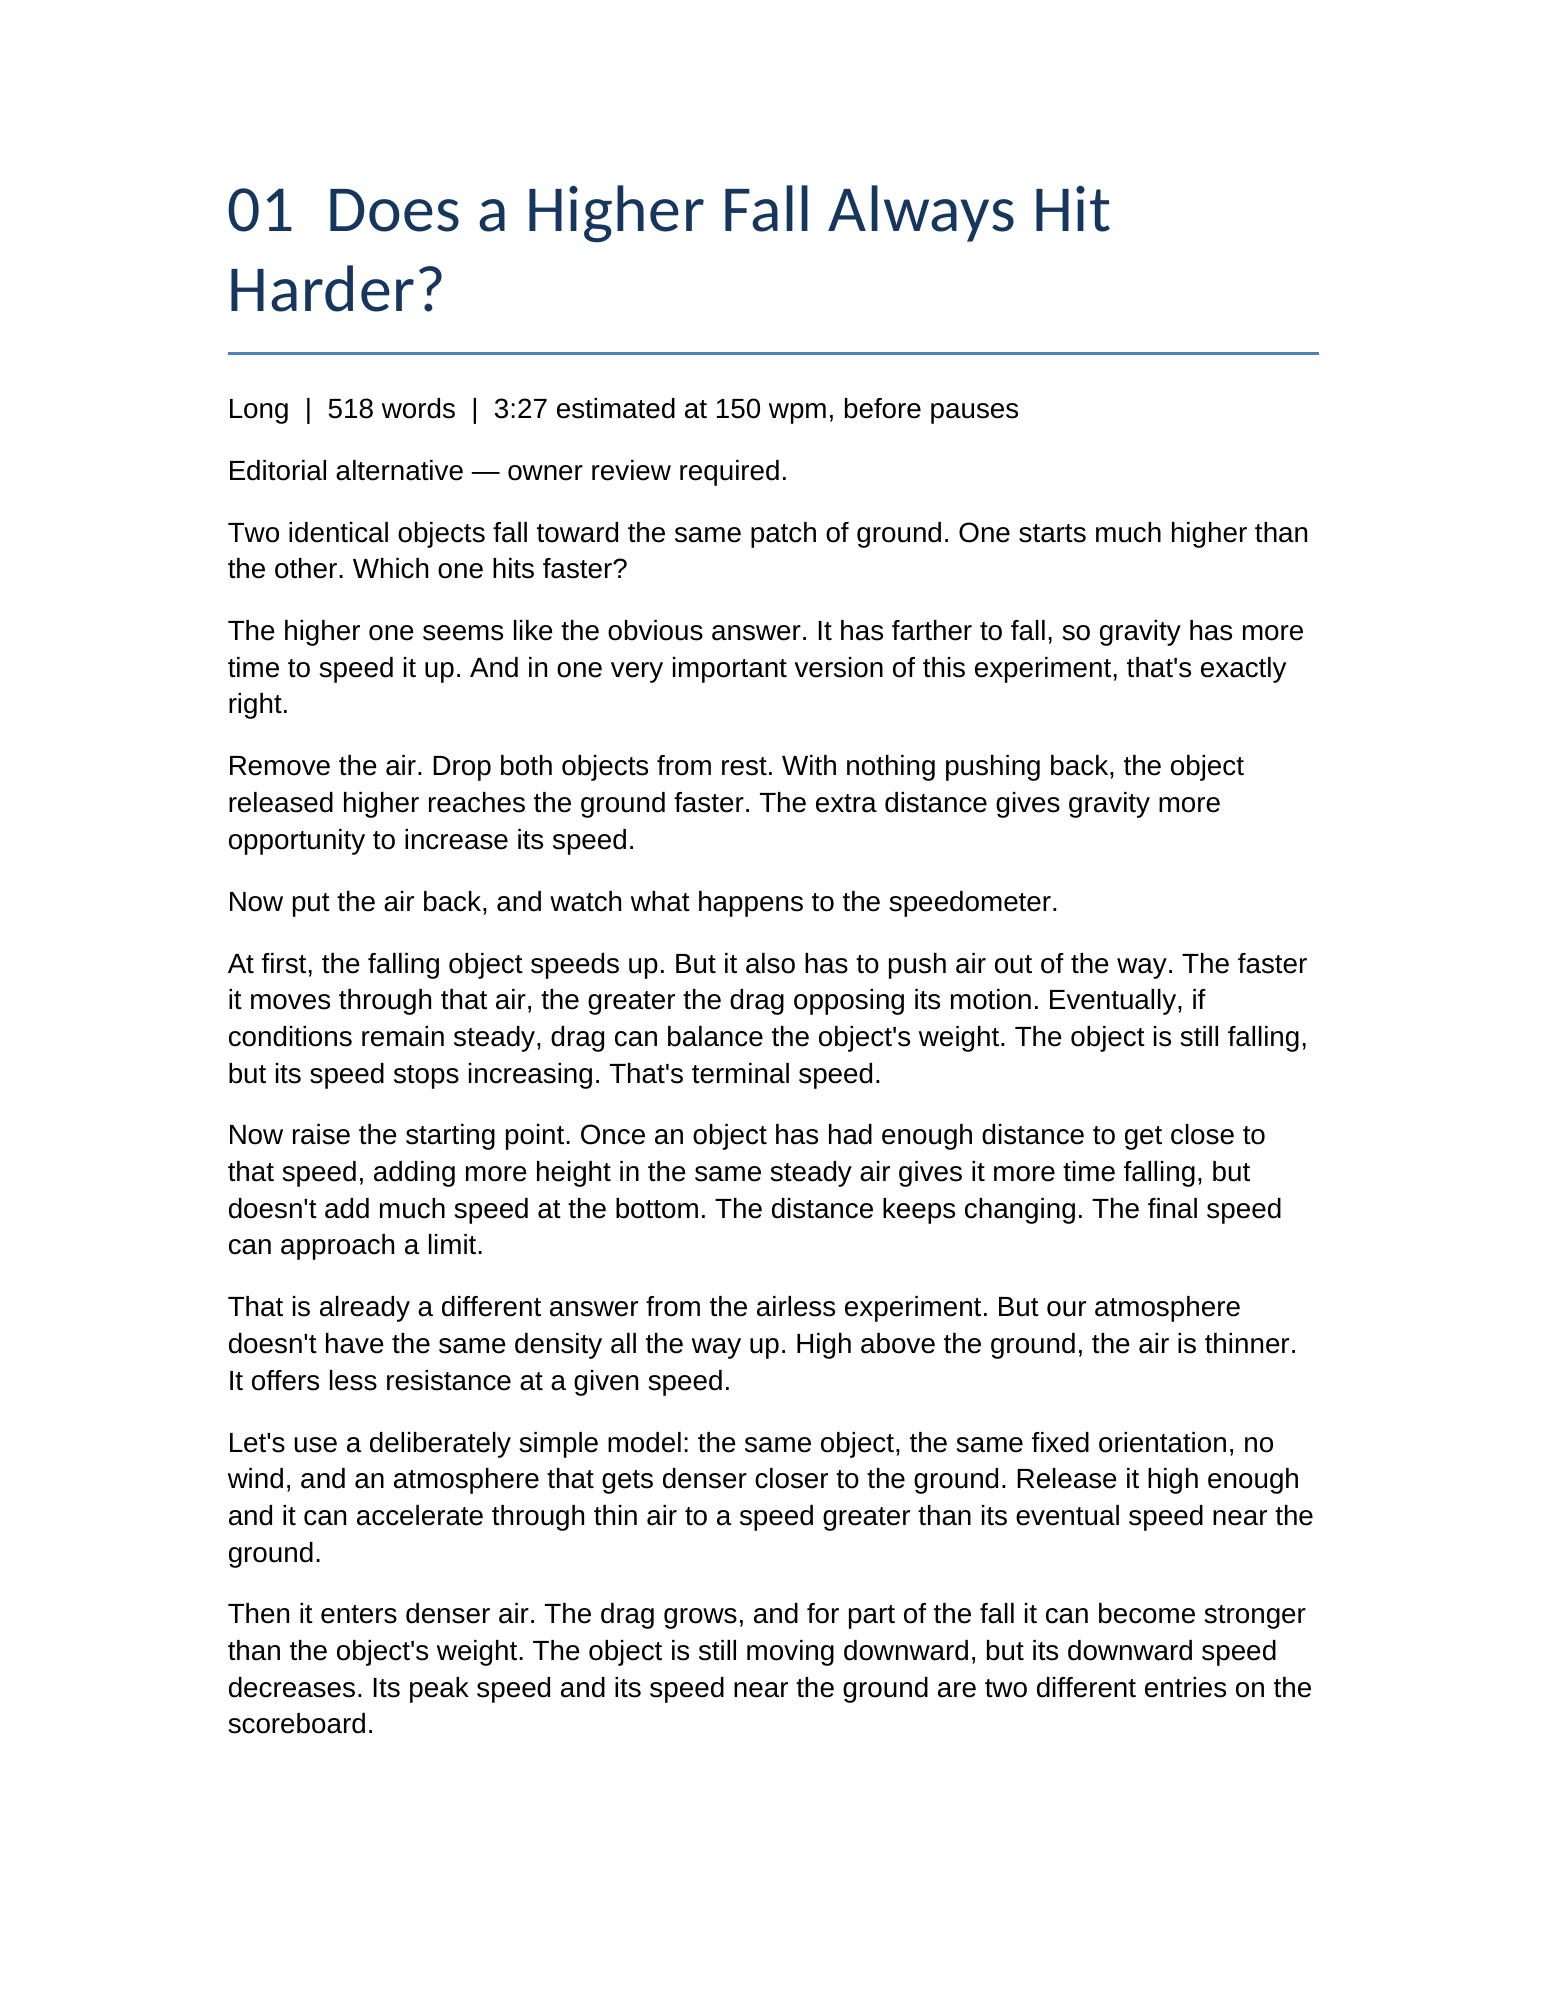 01  Does a Higher Fall Always Hit
Harder?
Long  |  518 words  |  3:27 estimated at 150 wpm, before pauses
Editorial alternative — owner review required.
Two identical objects fall toward the same patch of ground. One starts much higher than
the other. Which one hits faster?
The higher one seems like the obvious answer. It has farther to fall, so gravity has more
time to speed it up. And in one very important version of this experiment, that's exactly
right.
Remove the air. Drop both objects from rest. With nothing pushing back, the object
released higher reaches the ground faster. The extra distance gives gravity more
opportunity to increase its speed.
Now put the air back, and watch what happens to the speedometer.
At first, the falling object speeds up. But it also has to push air out of the way. The faster
it moves through that air, the greater the drag opposing its motion. Eventually, if
conditions remain steady, drag can balance the object's weight. The object is still falling,
but its speed stops increasing. That's terminal speed.
Now raise the starting point. Once an object has had enough distance to get close to
that speed, adding more height in the same steady air gives it more time falling, but
doesn't add much speed at the bottom. The distance keeps changing. The final speed
can approach a limit.
That is already a different answer from the airless experiment. But our atmosphere
doesn't have the same density all the way up. High above the ground, the air is thinner.
It offers less resistance at a given speed.
Let's use a deliberately simple model: the same object, the same fixed orientation, no
wind, and an atmosphere that gets denser closer to the ground. Release it high enough
and it can accelerate through thin air to a speed greater than its eventual speed near the
ground.
Then it enters denser air. The drag grows, and for part of the fall it can become stronger
than the object's weight. The object is still moving downward, but its downward speed
decreases. Its peak speed and its speed near the ground are two different entries on the
scoreboard.